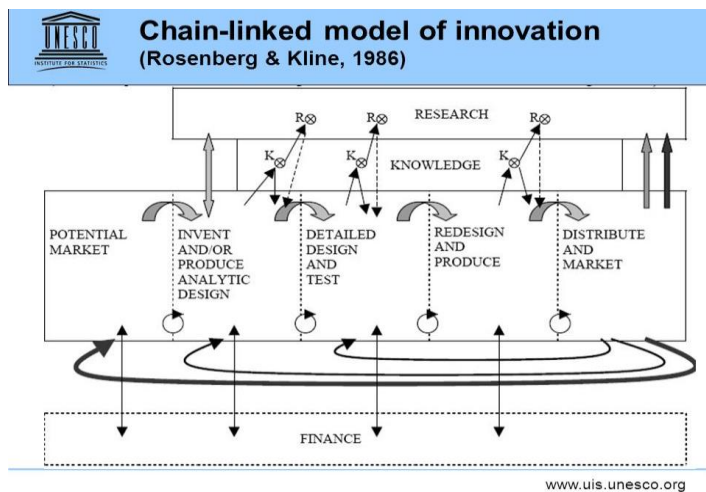 UNESCO
INSTITUTE FOR STATISTICS
Chain-linked model of innovation
(Rosenberg & Kline, 1986)
RESEARCH
R
R
R
KNOWLEDGE
K
K
K
POTENTIAL
MARKET
INVENT
AND/OR
PRODUCE
ANALYTIC
DESIGN
DETAILED
DESIGN
AND
TEST
REDESIGN
AND
PRODUCE
DISTRIBUTE
AND
MARKET
FINANCE
www.uis.unesco.org